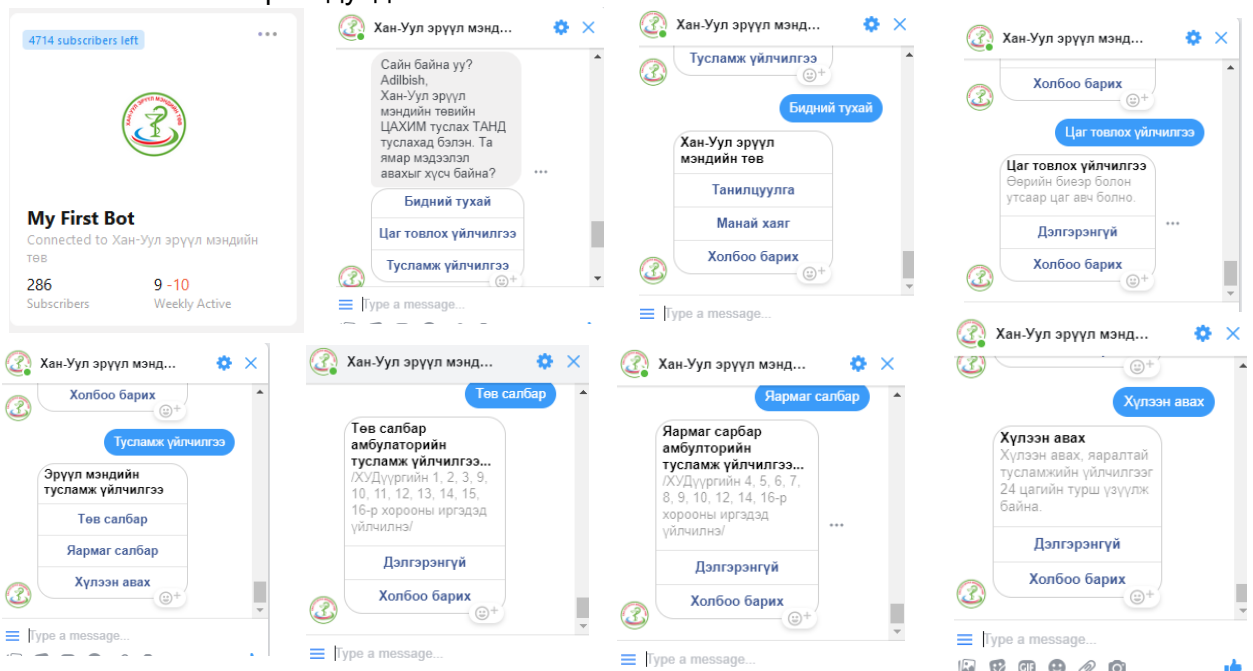 4714 subscribers left
My First Bot
Connected to Хан-Уул эрүүл мэндийн
төв
286
9 -10
Subscribers
Weekly Active
Хан-Уул эрүүл мэнд...
Сайн байна уу?
Adilbish,
Хан-Уул эрүүл
мэндийн төвийн
ЦАХИМ туслах ТАНД
туслахад бэлэн. Та
ямар мэдээлэл
авахыг хүсч байна?
Бидний тухай
Цаг товлох үйлчилгээ
Тусламж үйлчилгээ
Type a message...
Хан-Уул эрүүл мэнд...
Тусламж үйлчилгээ
Бидний тухай
Хан-Уул эрүүл
мэндийн төв
Танилцуулга
Манай хаяг
Холбоо барих
Type a message...
Хан-Уул эрүүл мэнд...
Холбоо барих
Цаг товлох үйлчилгээ
Цаг товлох үйлчилгээ
Өөрийн биеэр болон
утсаар цаг авч болно.
Дэлгэрэнгүй
Холбоо барих
Хан-Уул эрүүл мэнд...
Холбоо барих
Тусламж үйлчилгээ
Эрүүл мэндийн
тусламж үйлчилгээ
Төв салбар
Яармаг салбар
Хүлээн авах
Type a message...
Хан-Уул эрүүл мэнд...
Төв салбар
Төв салбар
амбулаторийн
тусламж үйлчилгээ...
/ХУДүүргийн 1, 2, 3, 9,
10, 11, 12, 13, 14, 15,
16-р хорооны иргэдэд
үйлчилнэ/
Дэлгэрэнгүй
Холбоо барих
Type a message...
Хан-Уул эрүүл мэнд...
Яармаг салбар
Яармаг сарбар
амбулторийн
тусламж үйлчилгээ...
/ХУДүүргийн 4, 5, 6, 7,
8, 9, 10, 12, 14, 16-р
хорооны иргэдэд
үйлчилнэ/
Дэлгэрэнгүй
Холбоо барих
Type a message...
Хан-Уул эрүүл мэнд...
Хүлээн авах
Хүлээн авах
Хүлээн авах, яаралтай
тусламжийн үйлчилгээг
24 цагийн турш үзүүлж
байна.
Дэлгэрэнгүй
Холбоо барих
Type a message...
GIF